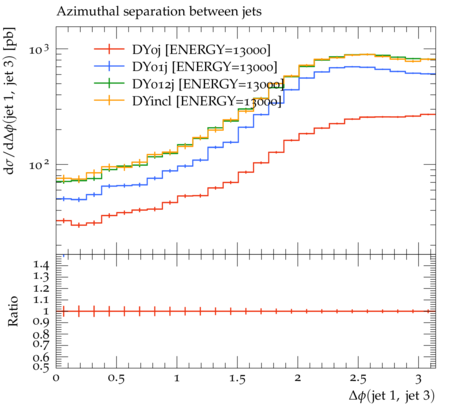 Azimuthal separation between jets
dσ/dΔϕ(jet 1, jet 3) [pb]
10³
10²
DY0j [ENERGY=13000]
DY01j [ENERGY=13000]
DY012j [ENERGY=13000]
DYincl [ENERGY=13000]
Ratio
1.4
1.3
1.2
1.1
1
0.9
0.8
0.7
0.6
0.5
0 0.5 1 1.5 2 2.5 3
Δϕ(jet 1, jet 3)